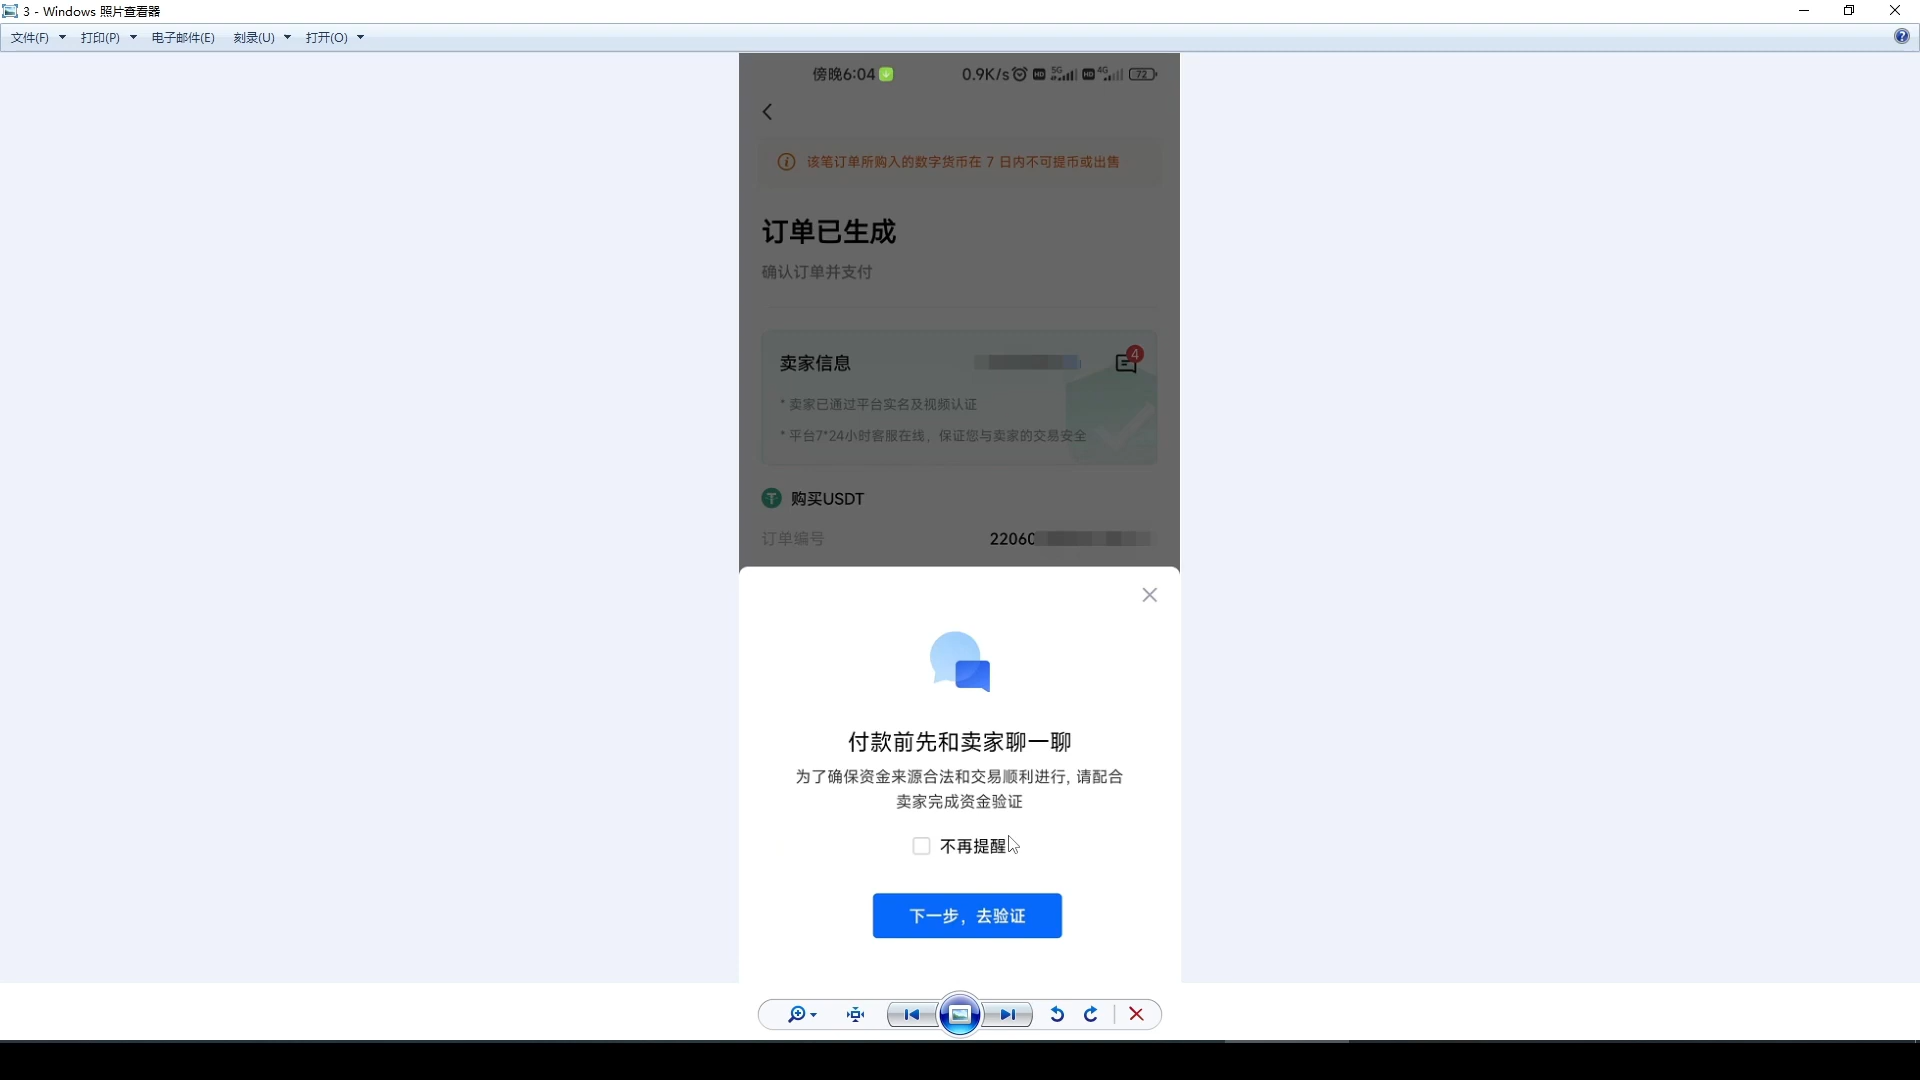 3 - Windows 照片查看器
文件(F) 打印(P) 电子邮件(E) 刻录(U) 打开(O)
傍晚6:04 0.9K/s HD 5G HD 4G 72
该笔订单所购入的数字货币在 7 日内不可提币或出售
订单已生成
确认订单并支付
卖家信息 4
* 卖家已通过平台实名及视频认证
* 平台7*24小时客服在线，保证您与卖家的交易安全
购买USDT
订单编号 22060
付款前先和卖家聊一聊
为了确保资金来源合法和交易顺利进行, 请配合
卖家完成资金验证
不再提醒
下一步，去验证